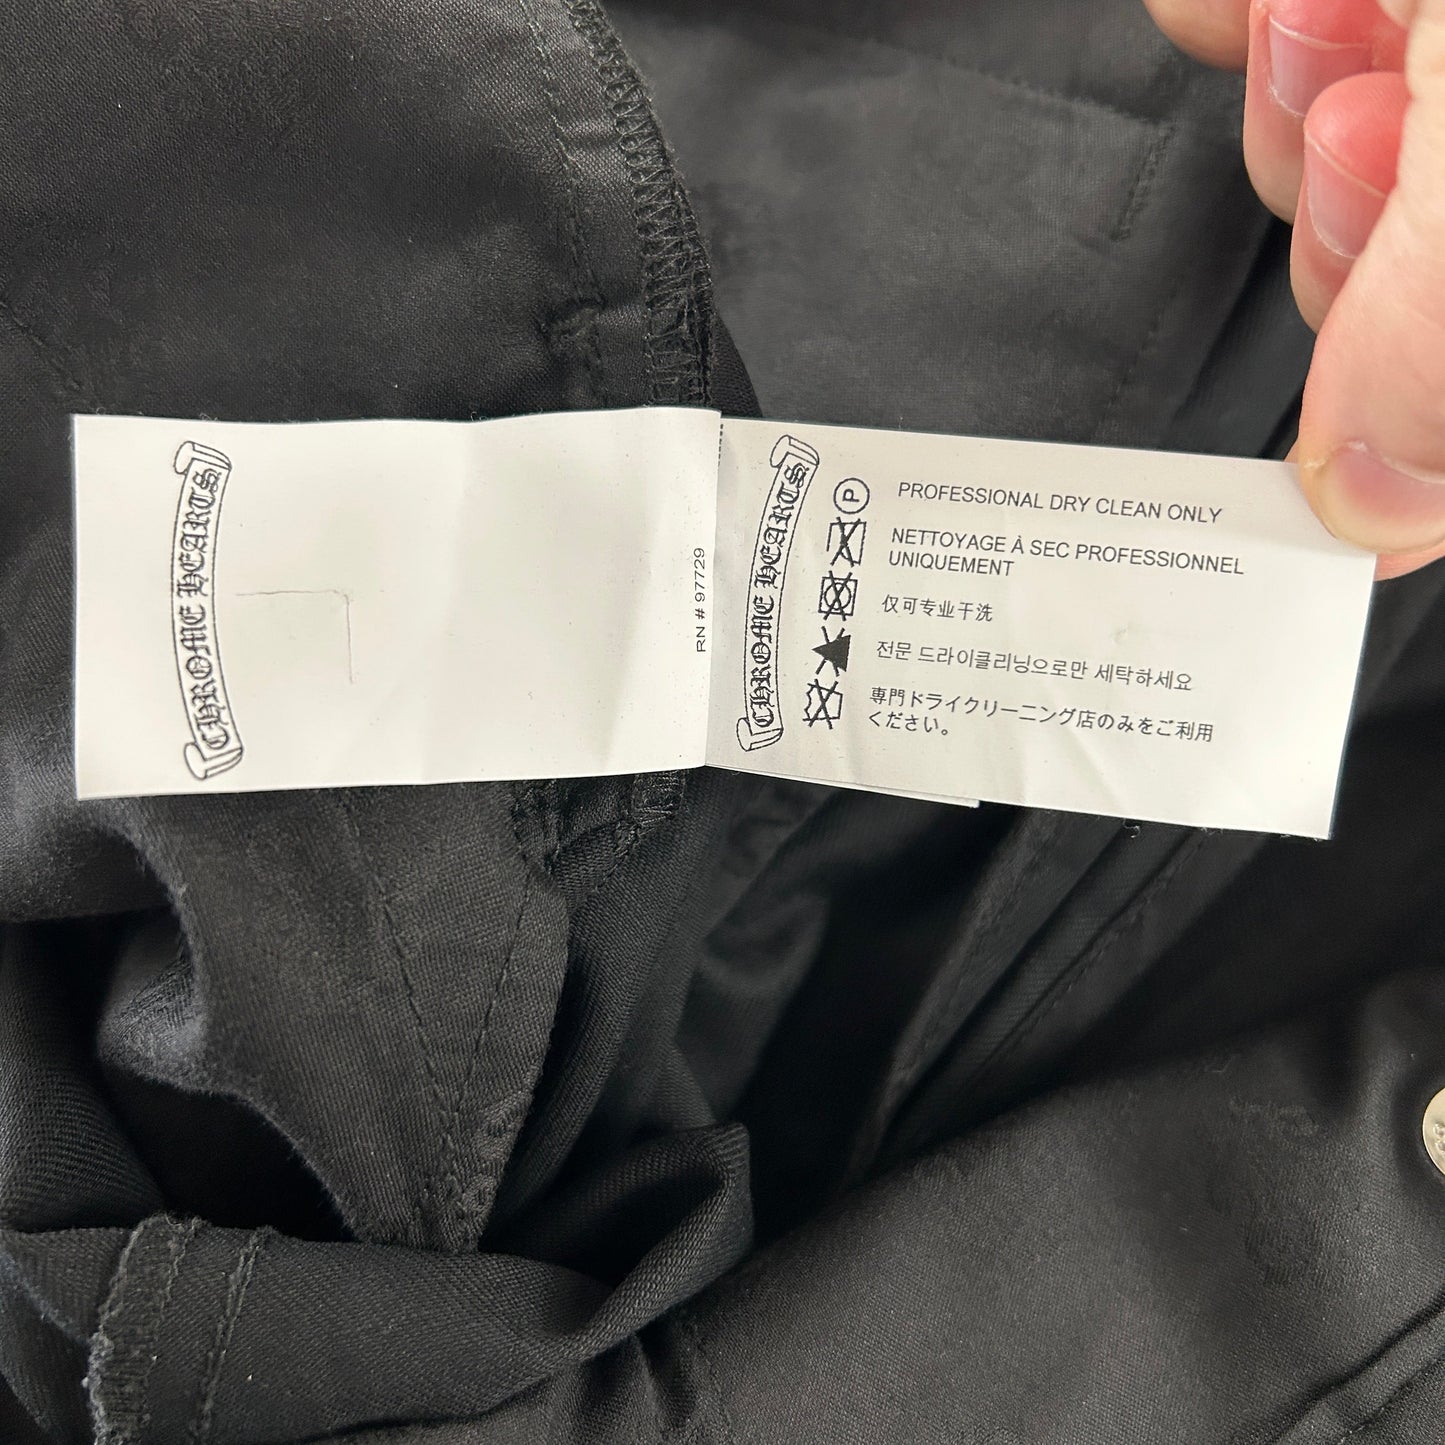 CHROME HEARTS
RN # 97729
CHROME HEARTS
P
PROFESSIONAL DRY CLEAN ONLY
NETTOYAGE À SEC PROFESSIONNEL
UNIQUEMENT
仅可专业干洗
전문 드라이클리닝으로만 세탁하세요
専門ドライクリーニング店のみをご利用
ください。